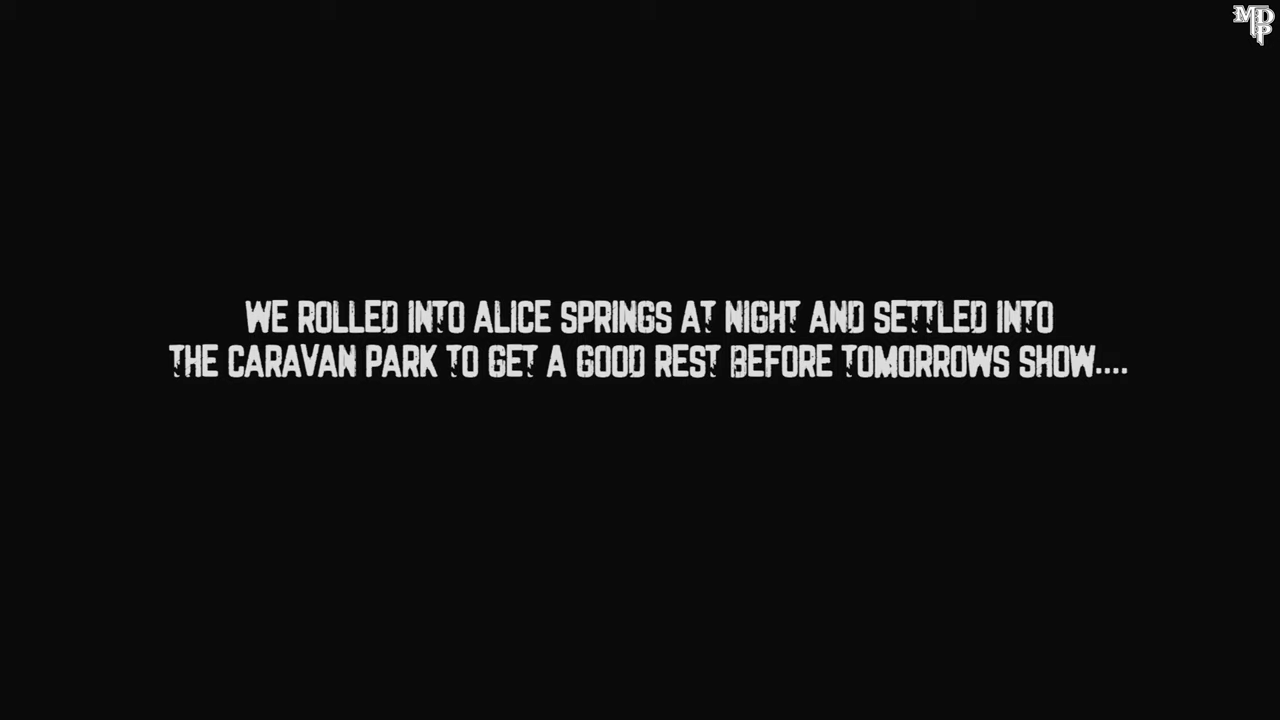 MDP
WE ROLLED INTO ALICE SPRINGS AT NIGHT AND SETTLED INTO
THE CARAVAN PARK TO GET A GOOD REST BEFORE TOMORROWS SHOW....